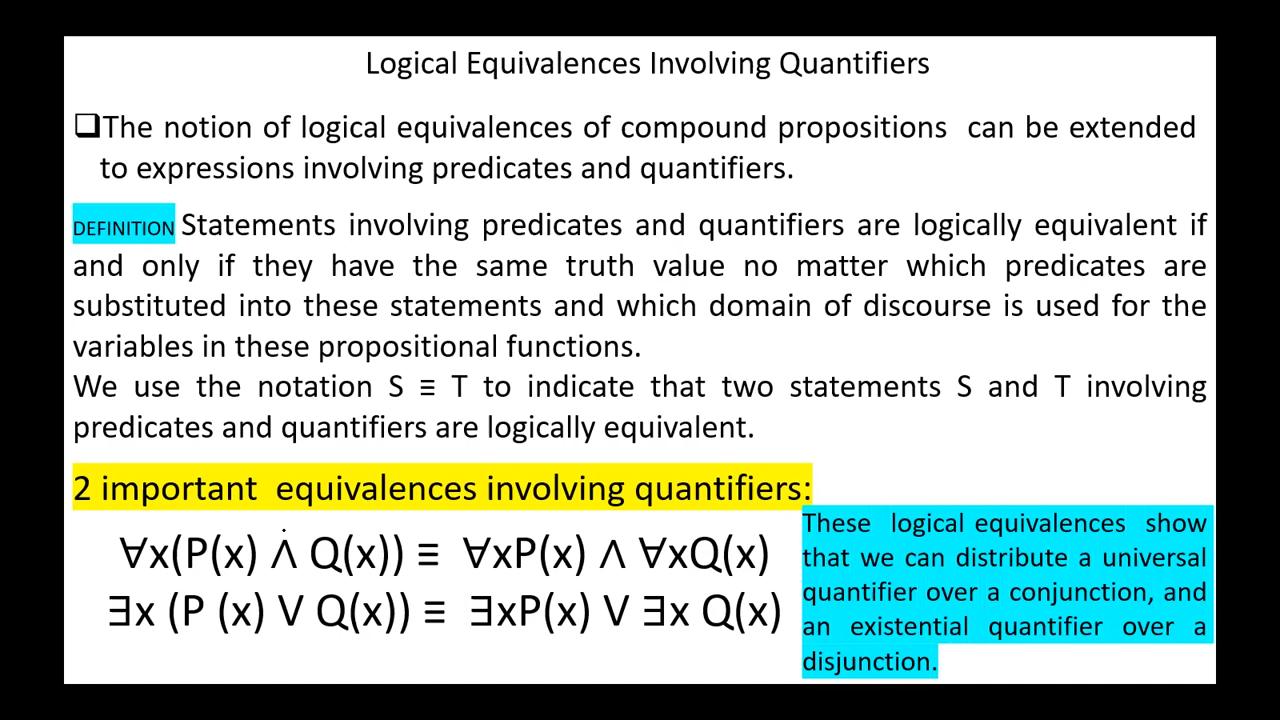 Logical Equivalences Involving Quantifiers
❑The notion of logical equivalences of compound propositions can be extended
to expressions involving predicates and quantifiers.
DEFINITION Statements involving predicates and quantifiers are logically equivalent if
and only if they have the same truth value no matter which predicates are
substituted into these statements and which domain of discourse is used for the
variables in these propositional functions.
We use the notation S ≡ T to indicate that two statements S and T involving
predicates and quantifiers are logically equivalent.
2 important equivalences involving quantifiers:
∀x(P(x) Ʌ Q(x)) ≡ ∀xP(x) Ʌ ∀xQ(x)
∃x (P (x) V Q(x)) ≡ ∃xP(x) V ∃x Q(x)
These logical equivalences show
that we can distribute a universal
quantifier over a conjunction, and
an existential quantifier over a
disjunction.